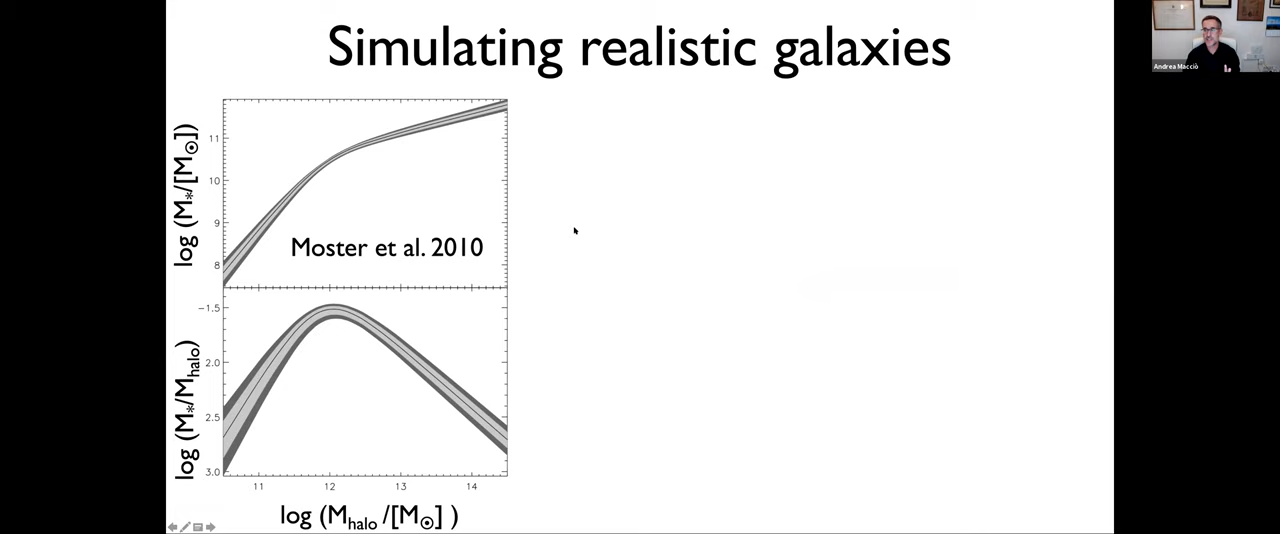 Simulating realistic galaxies
Andrea Macciò
log (M*/[M☉])
11
10
9
8
Moster et al. 2010
log (M*/Mhalo)
−1.5
2.0
2.5
3.0
11 12 13 14
log (Mhalo /[M☉] )